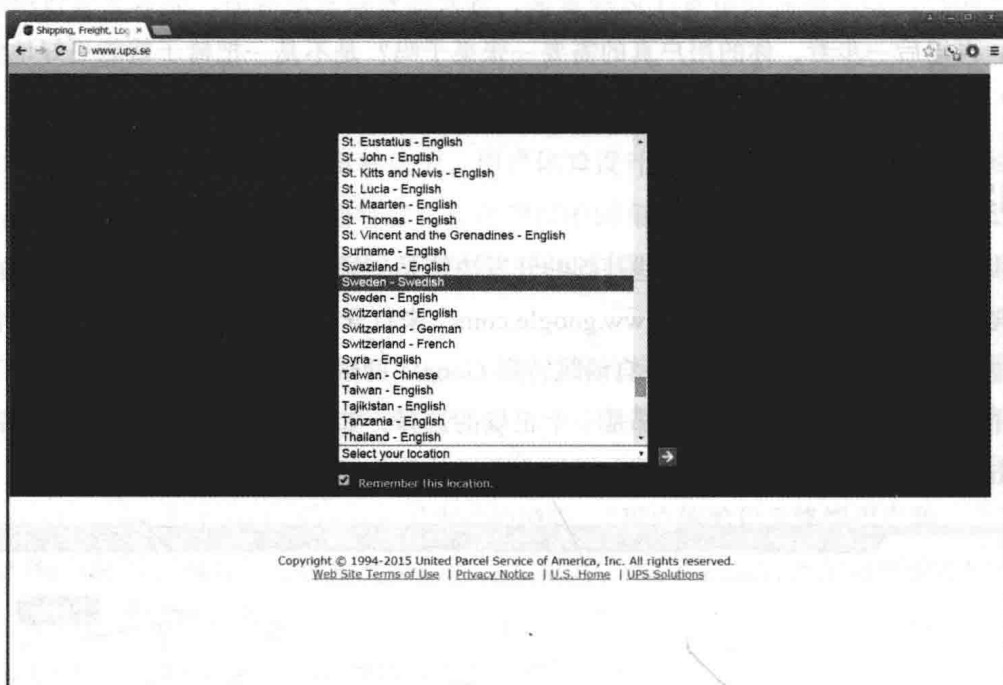 Shipping, Freight, Log
www.ups.se
St. Eustatius - English
St. John - English
St. Kitts and Nevis - English
St. Lucia - English
St. Maarten - English
St. Thomas - English
St. Vincent and the Grenadines - English
Suriname - English
Swaziland - English
Sweden - Swedish
Sweden - English
Switzerland - English
Switzerland - German
Switzerland - French
Syria - English
Taiwan - Chinese
Taiwan - English
Tajikistan - English
Tanzania - English
Thailand - English
Select your location
Remember this location.
Copyright © 1994-2015 United Parcel Service of America, Inc. All rights reserved.
Web Site Terms of Use | Privacy Notice | U.S. Home | UPS Solutions